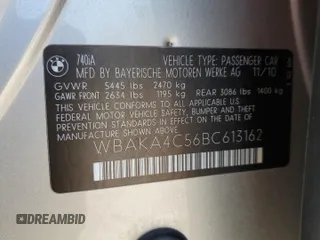 BMW
740iA
VEHICLE TYPE: PASSENGER CAR
MFD BY BAYERISCHE MOTOREN WERKE AG 11/10
GVWR 5445 lbs 2470 kg
GAWR FRONT 2634 lbs 1195 kg REAR 3086 lbs 1400 kg
THIS VEHICLE CONFORMS TO ALL APPLICABLE
FEDERAL MOTOR VEHICLE SAFETY, BUMPER
AND THEFT PREVENTION STANDARDS
IN EFFECT ON THE DATE OF
MANUFACTURE SHOWN ABOVE.
WBAKA4C56BC613162
DREAMBID